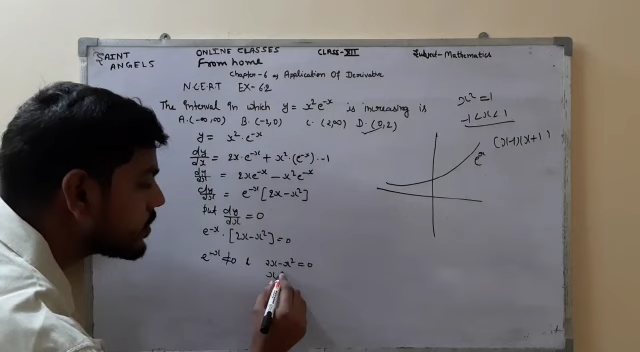 SAINT ANGELS
ONLINE CLASSES
From home
CLASS-XII
Subject-Mathematics
Chapter-6, Application Of Derivative
NCERT EX-6.2
The Interval In which y = x²e⁻ˣ is increasing is
A.(-∞,∞) B.(-2,0) C.(2,∞) D.(0,2)
y = x².e⁻ˣ
dy/dx = 2x.e⁻ˣ + x².(e⁻ˣ).-1
dy/dx = 2xe⁻ˣ - x²e⁻ˣ
dy/dx = e⁻ˣ[2x-x²]
put dy/dx = 0
e⁻ˣ.[2x-x²]=0
e⁻ˣ≠0 & 2x-x²=0
x
x²=1
-1<x<1
(x-1)(x+1)
eˣ